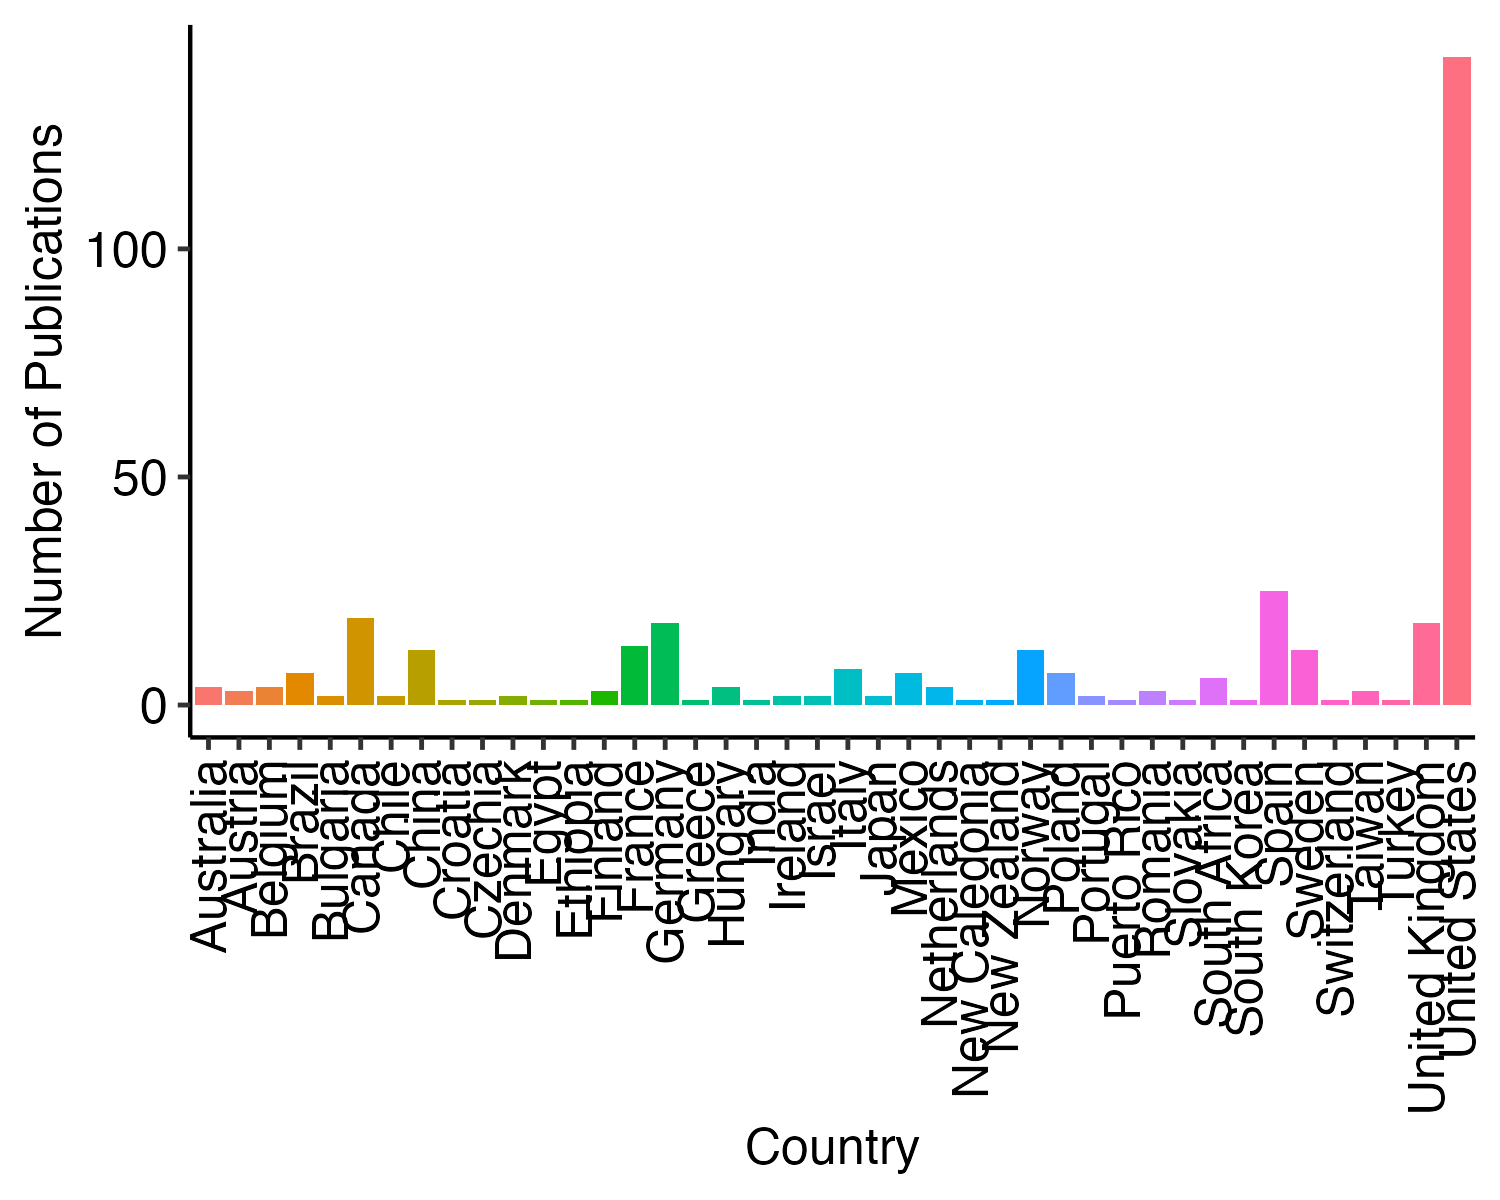 Number of Publications
100
50
0
Australia
Austria
Belgium
Brazil
Bulgaria
Canada
Chile
China
Croatia
Czechia
Denmark
Egypt
Ethiopia
Finland
France
Germany
Greece
Hungary
India
Ireland
Israel
Italy
Japan
Mexico
Netherlands
New Caledonia
New Zealand
Norway
Poland
Portugal
Puerto Rico
Romania
Slovakia
South Africa
South Korea
Spain
Sweden
Switzerland
Taiwan
Turkey
United Kingdom
United States
Country